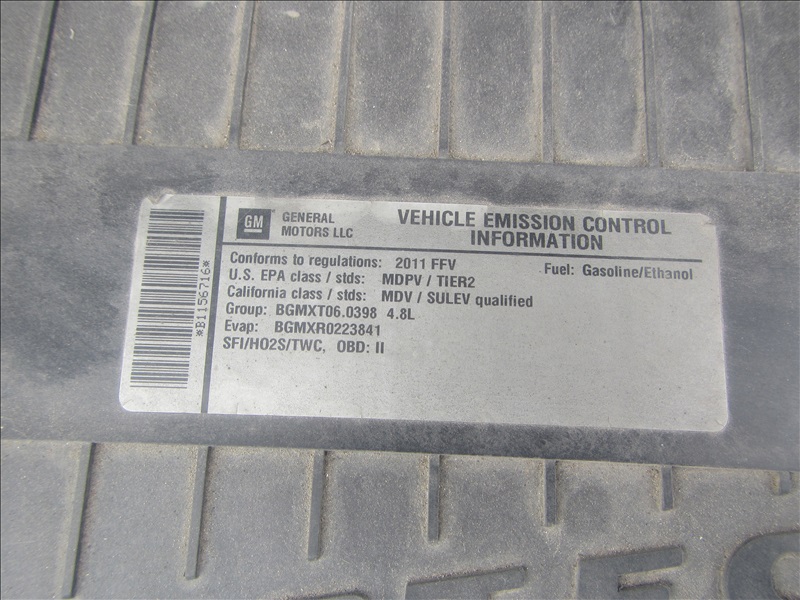 *B1156716*
GM GENERAL MOTORS LLC
VEHICLE EMISSION CONTROL
INFORMATION
Conforms to regulations: 2011 FFV Fuel: Gasoline/Ethanol
U.S. EPA class / stds: MDPV / TIER2
California class / stds: MDV / SULEV qualified
Group: BGMXT06.0398 4.8L
Evap: BGMXR0223841
SFI/HO2S/TWC, OBD: II